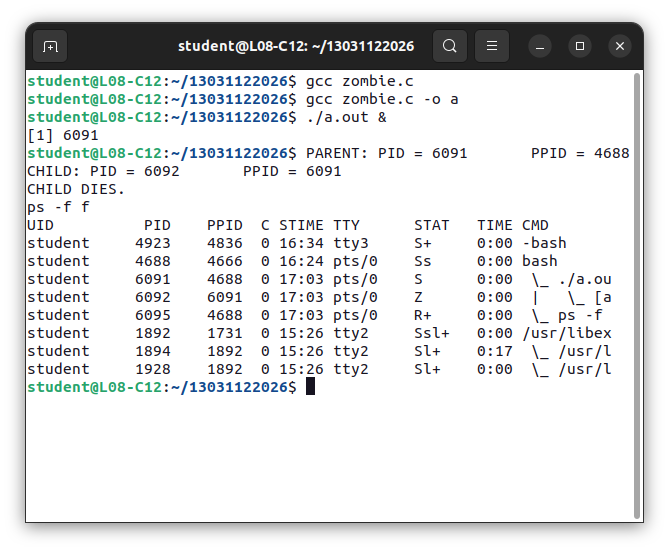 student@L08-C12: ~/13031122026
student@L08-C12:~/13031122026$ gcc zombie.c
student@L08-C12:~/13031122026$ gcc zombie.c -o a
student@L08-C12:~/13031122026$ ./a.out &
[1] 6091
student@L08-C12:~/13031122026$ PARENT: PID = 6091       PPID = 4688
CHILD: PID = 6092       PPID = 6091
CHILD DIES.
ps -f f
UID          PID    PPID  C STIME TTY      STAT   TIME CMD
student     4923    4836  0 16:34 tty3     S+     0:00 -bash
student     4688    4666  0 16:24 pts/0    Ss     0:00 bash
student     6091    4688  0 17:03 pts/0    S      0:00  \_ ./a.ou
student     6092    6091  0 17:03 pts/0    Z      0:00  |   \_ [a
student     6095    4688  0 17:03 pts/0    R+     0:00  \_ ps -f
student     1892    1731  0 15:26 tty2     Ssl+   0:00 /usr/libex
student     1894    1892  0 15:26 tty2     Sl+    0:17  \_ /usr/l
student     1928    1892  0 15:26 tty2     Sl+    0:00  \_ /usr/l
student@L08-C12:~/13031122026$